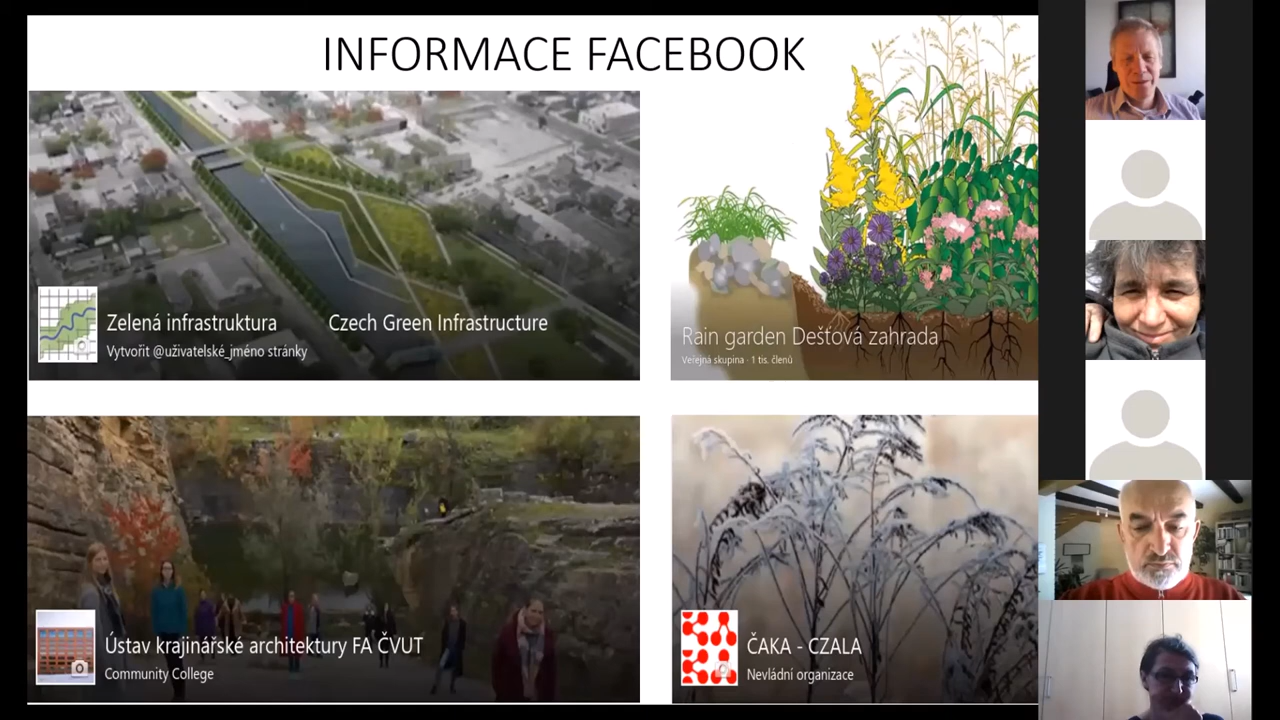 INFORMACE FACEBOOK
Zelená infrastruktura Czech Green Infrastructure
Vytvořit @uživatelské_jméno stránky
Rain garden Dešťová zahrada
Veřejná skupina · 1 tis. členů
Ústav krajinářské architektury FA ČVUT
Community College
ČAKA - CZALA
Nevládní organizace